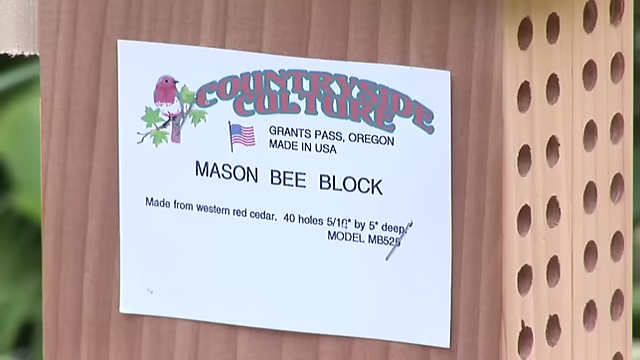 COUNTRYSIDE
CULTURE
GRANTS PASS, OREGON
MADE IN USA
MASON BEE BLOCK
Made from western red cedar. 40 holes 5/16" by 5" deep.
MODEL MB525